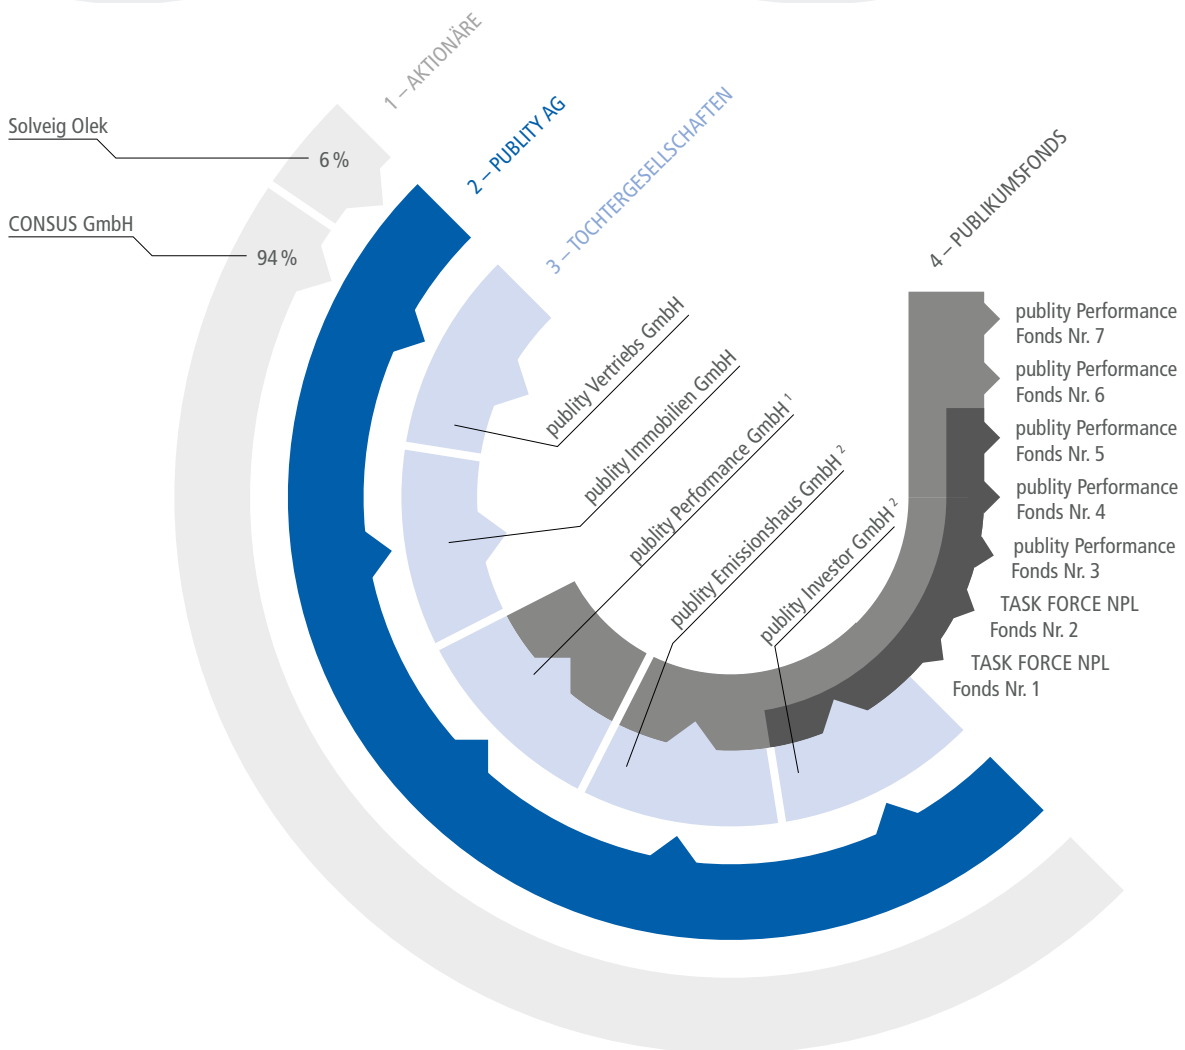 1 – AKTIONÄRE
Solveig Olek
6 %
CONSUS GmbH
94 %
2 – PUBLITY AG
3 – TOCHTERGESELLSCHAFTEN
publity Vertriebs GmbH
publity Immobilien GmbH
publity Performance GmbH 1
publity Emissionshaus GmbH 2
publity Investor GmbH 2
4 – PUBLIKUMSFONDS
publity Performance
Fonds Nr. 7
publity Performance
Fonds Nr. 6
publity Performance
Fonds Nr. 5
publity Performance
Fonds Nr. 4
publity Performance
Fonds Nr. 3
TASK FORCE NPL
Fonds Nr. 2
TASK FORCE NPL
Fonds Nr. 1